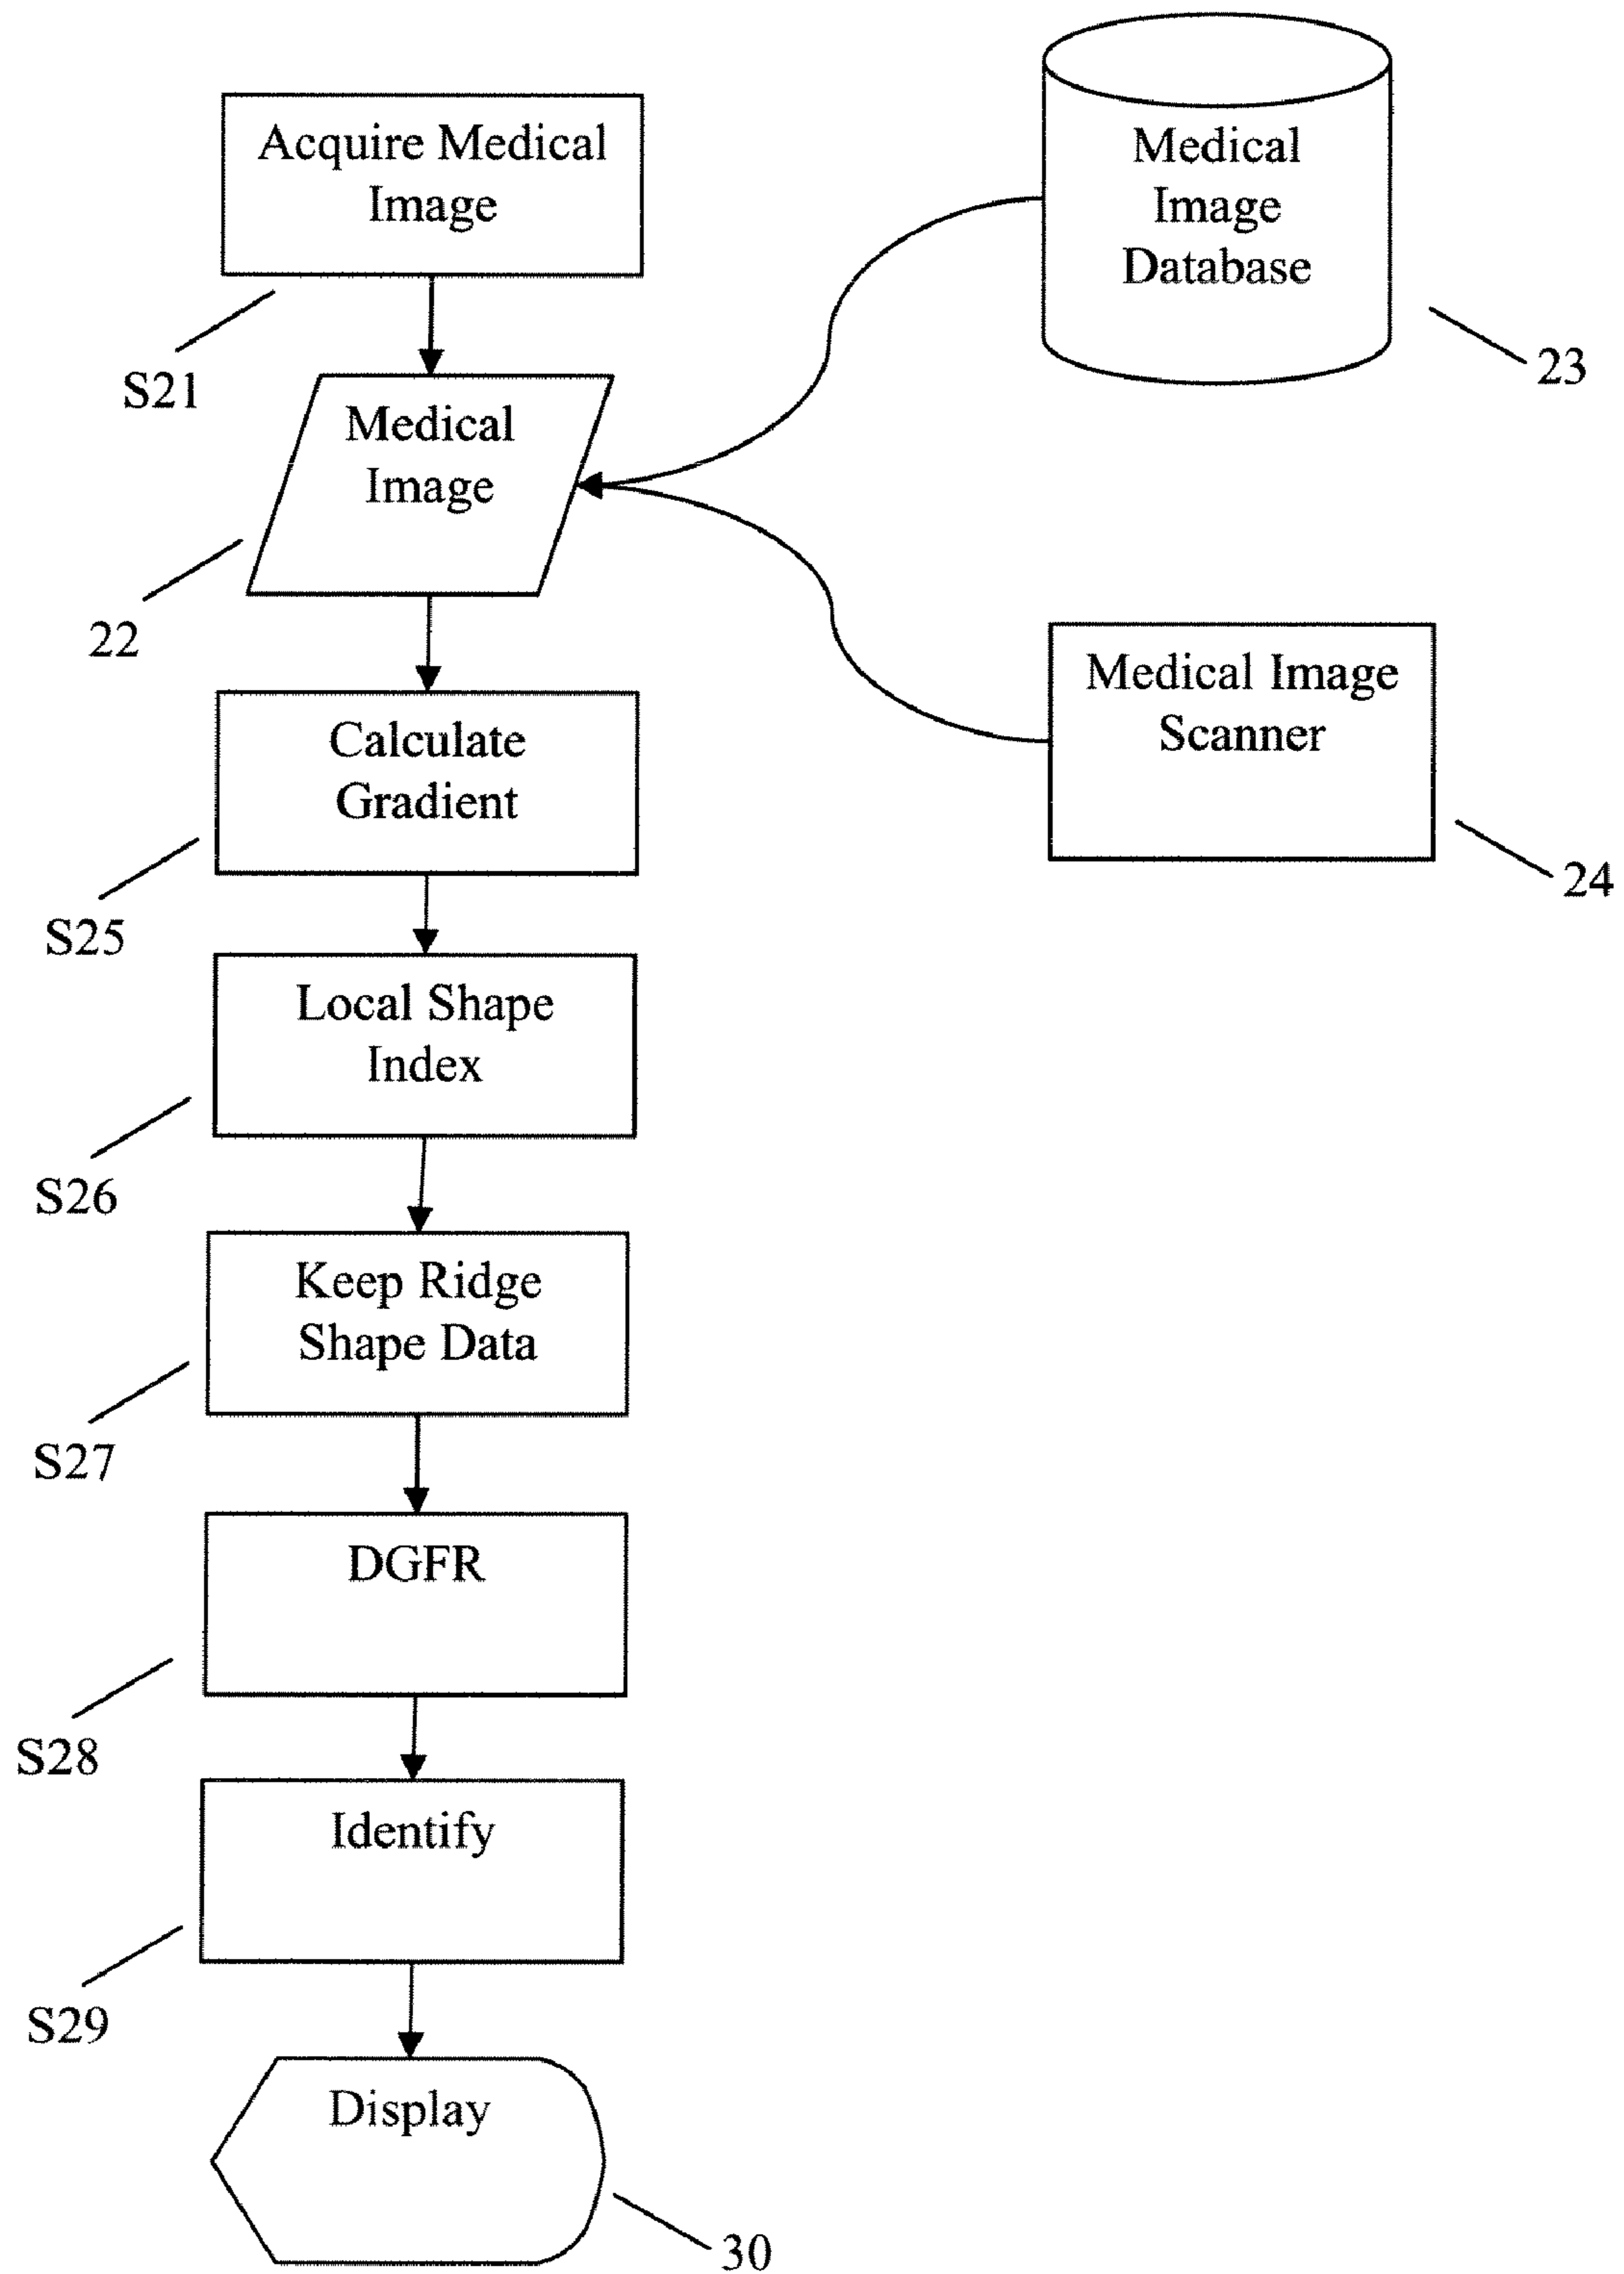 Acquire Medical
Image
S21
Medical
Image
Database
23
Medical
Image
22
Medical Image
Scanner
24
Calculate
Gradient
S25
Local Shape
Index
S26
Keep Ridge
Shape Data
S27
DGFR
S28
Identify
S29
Display
30